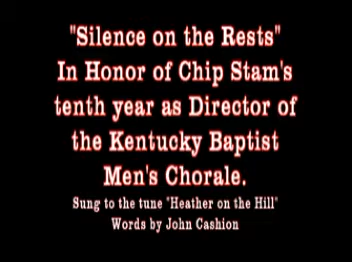 "Silence on the Rests"
In Honor of Chip Stam's
tenth year as Director of
the Kentucky Baptist
Men's Chorale.
Sung to the tune "Heather on the Hill"
Words by John Cashion